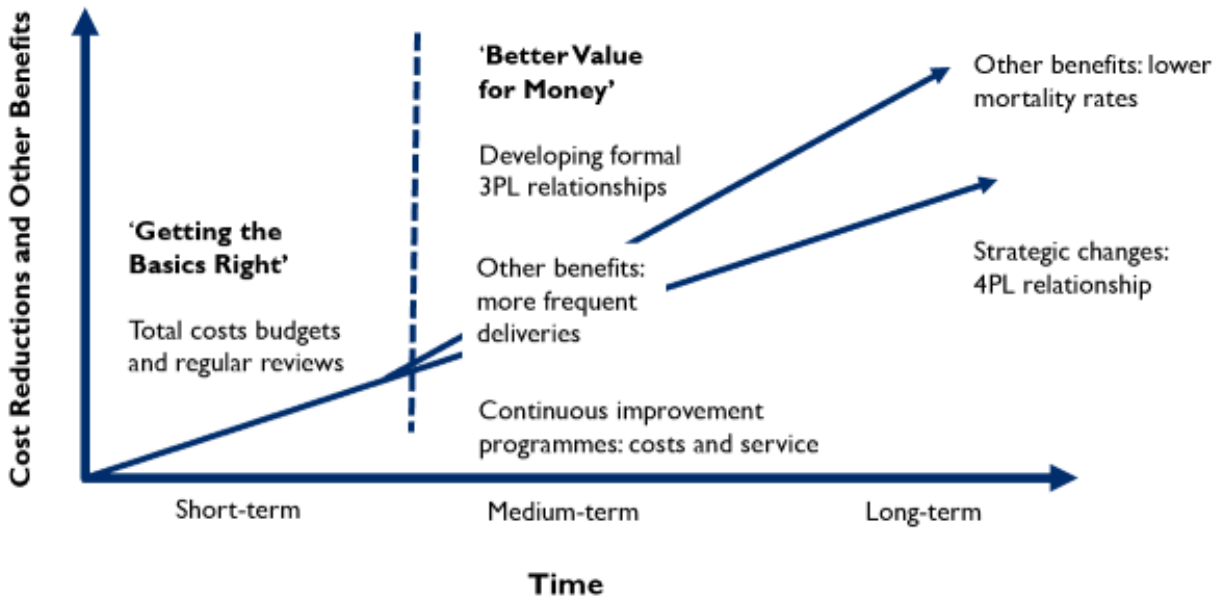 Cost Reductions and Other Benefits
‘Getting the
Basics Right’
Total costs budgets
and regular reviews
‘Better Value
for Money’
Developing formal
3PL relationships
Other benefits:
more frequent
deliveries
Continuous improvement
programmes: costs and service
Other benefits: lower
mortality rates
Strategic changes:
4PL relationship
Short-term
Medium-term
Long-term
Time